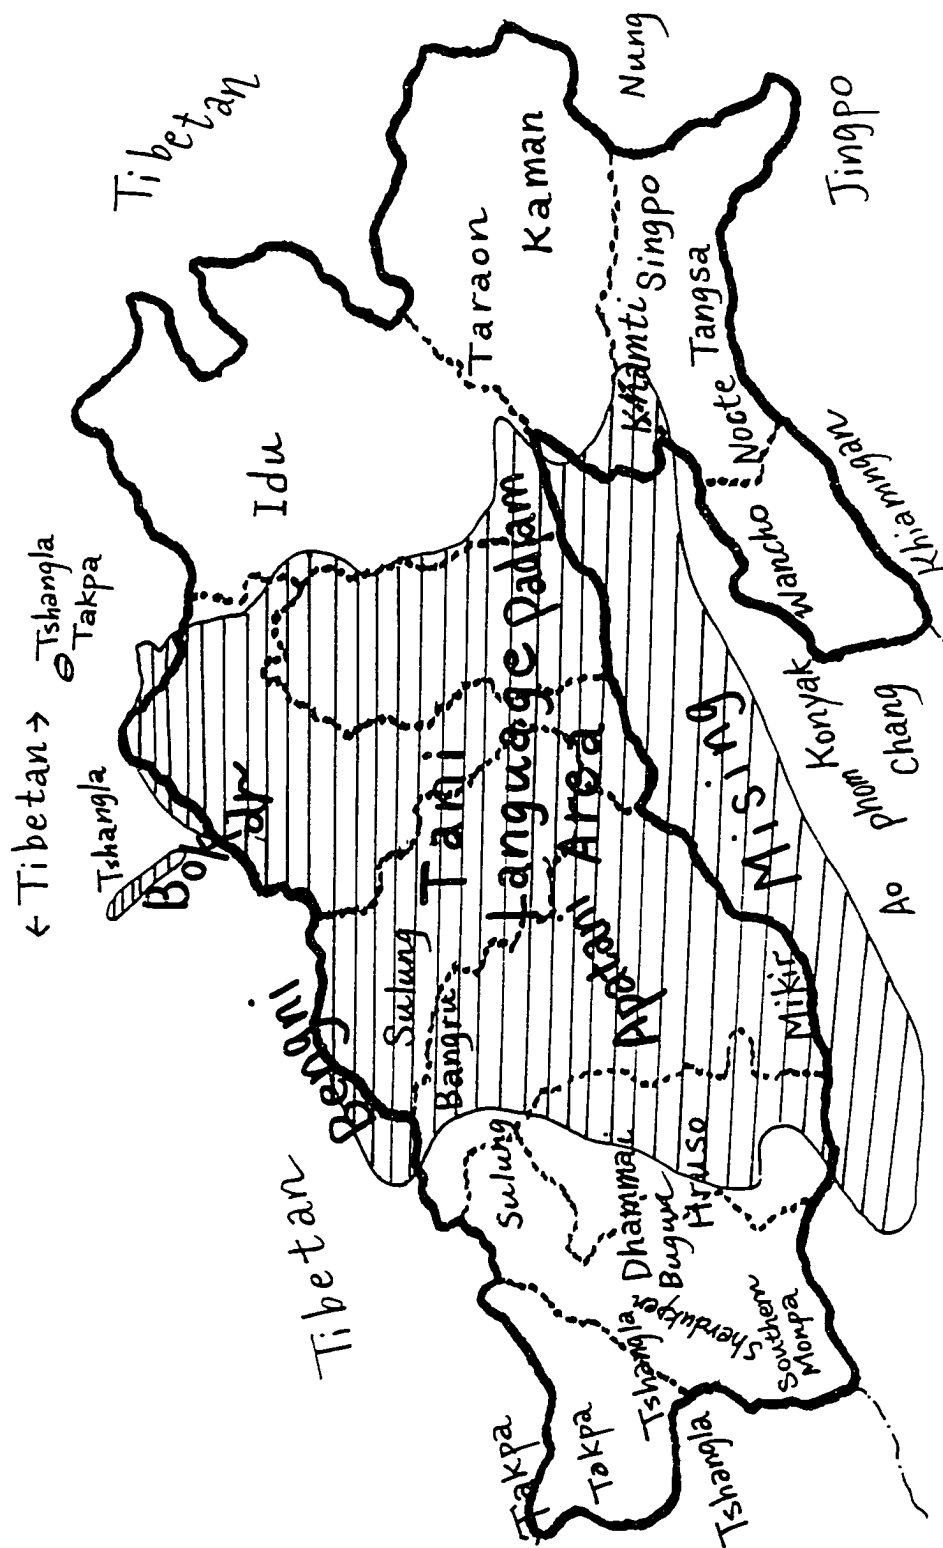 ← Tibetan →
Tshangla
Tshangla
Takpa
Tibetan
Bokar
Idu
Tibetan
Bengni
Sulung
Bangru
Tani
Language
Area
Padam
Taraon
Kaman
Nung
Takpa
Takpa
Sulung
Apatani
Khamti
Singpo
Tshangla
Dhammai
Bugun
Hruso
Sherdukpen
Mising
Nocte
Tangsa
Jingpo
Tshangla
Southern
Monpa
Mikir
Wancho
Konyak
Phom
Chang
Ao
Khiamngan